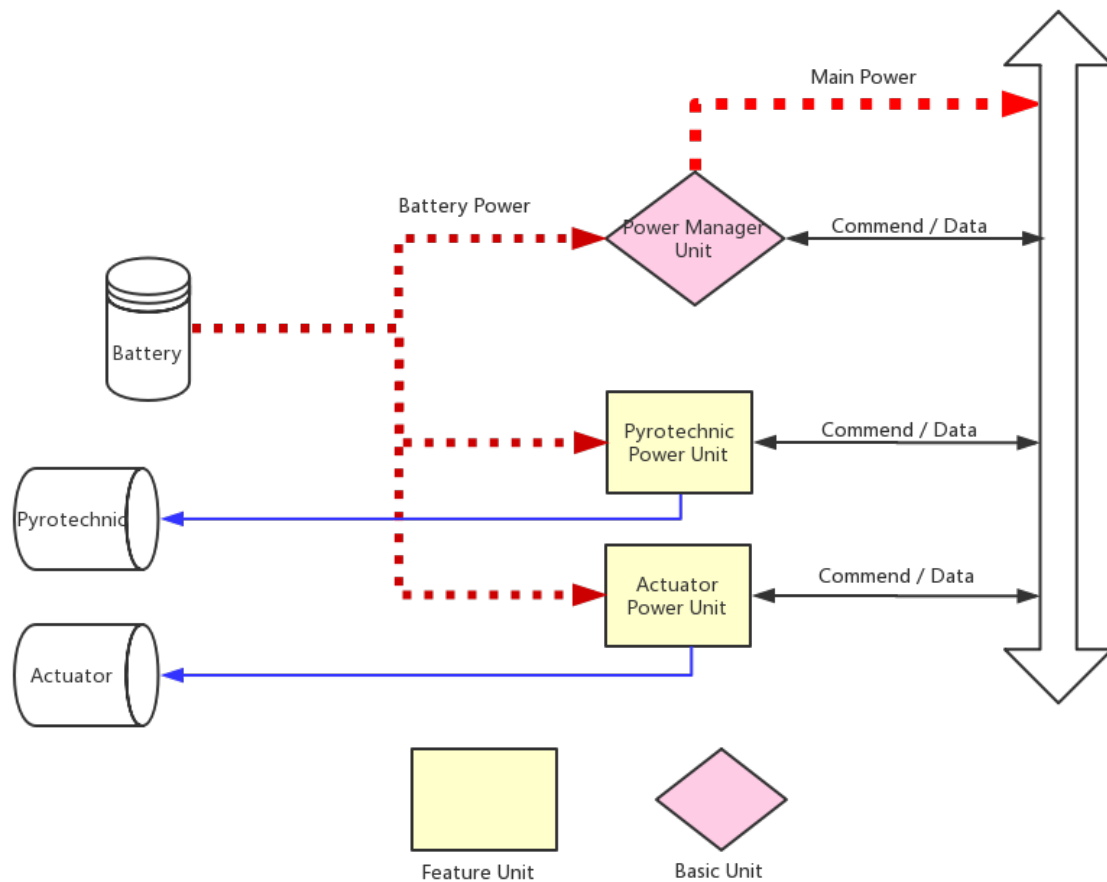 Main Power
Battery Power
Power Manager
Unit
Commend / Data
Battery
Pyrotechnic
Power Unit
Commend / Data
Pyrotechnic
Actuator
Power Unit
Commend / Data
Actuator
Feature Unit
Basic Unit